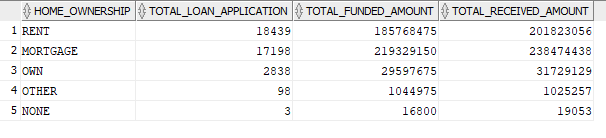 HOME_OWNERSHIP TOTAL_LOAN_APPLICATION TOTAL_FUNDED_AMOUNT TOTAL_RECEIVED_AMOUNT
1 RENT 18439 185768475 201823056
2 MORTGAGE 17198 219329150 238474438
3 OWN 2838 29597675 31729129
4 OTHER 98 1044975 1025257
5 NONE 3 16800 19053